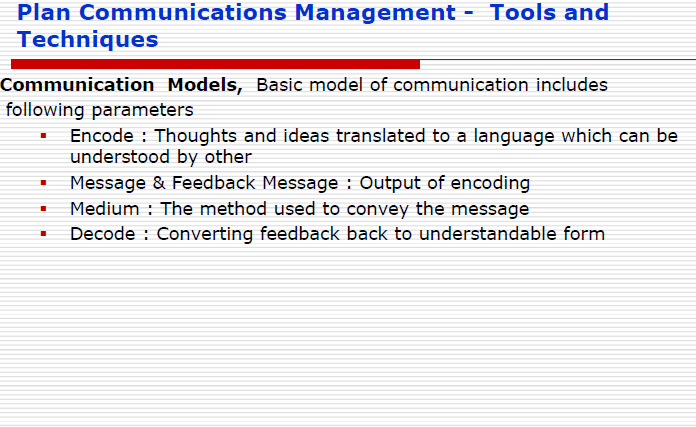 Plan Communications Management - Tools and
Techniques
Communication Models, Basic model of communication includes
following parameters
▪ Encode : Thoughts and ideas translated to a language which can be
understood by other
▪ Message & Feedback Message : Output of encoding
▪ Medium : The method used to convey the message
▪ Decode : Converting feedback back to understandable form